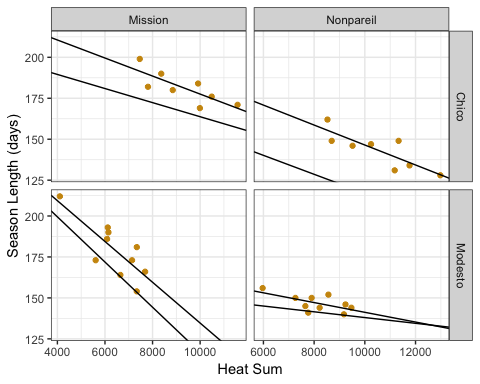 Mission Nonpareil
200
175
150
125
Chico
200
175
150
125
Modesto
4000 6000 8000 10000 6000 8000 10000 12000
Heat Sum
Season Length (days)